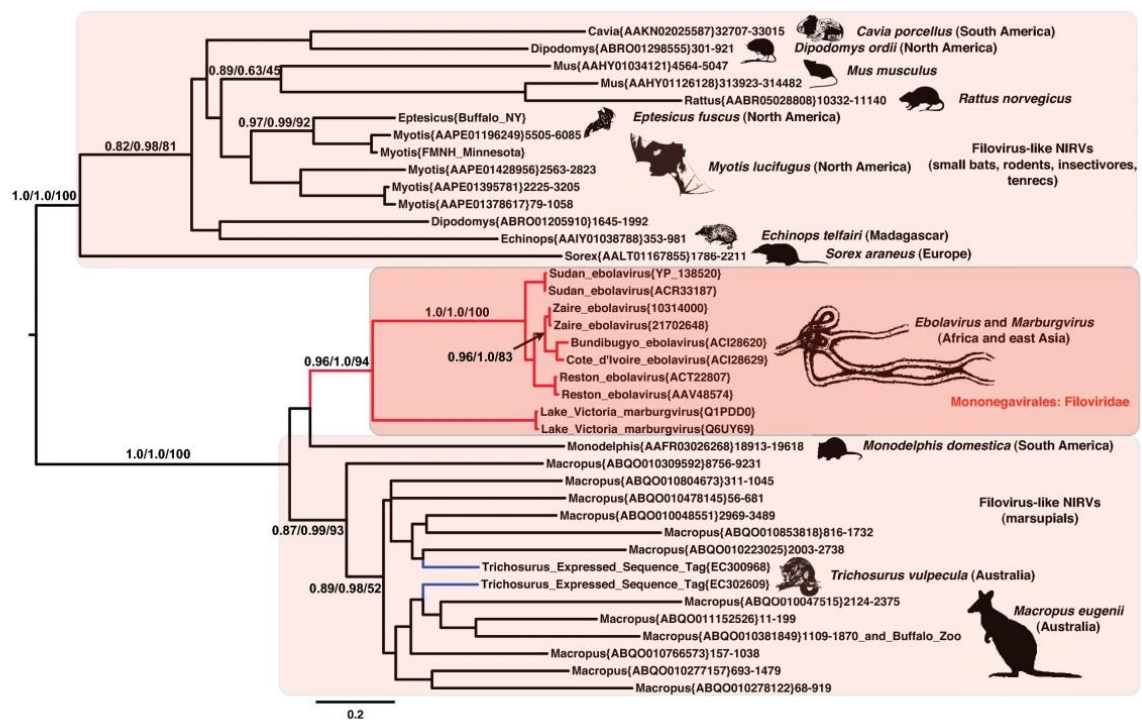 Cavia{AAKN02025587}32707-33015
Cavia porcellus (South America)
Dipodomys{ABRO01298555}301-921
Dipodomys ordii (North America)
0.89/0.63/45
Mus{AAHY01034121}4564-5047
Mus musculus
Mus{AAHY01126128}313923-314482
Rattus{AABR05028808}10332-11140
Rattus norvegicus
0.97/0.99/92
Eptesicus{Buffalo_NY}
Eptesicus fuscus (North America)
Myotis{AAPE01196249}5505-6085
0.82/0.98/81
Myotis{FMNH_Minnesota}
Filovirus-like NIRVs
(small bats, rodents, insectivores,
tenrecs)
Myotis{AAPE01428956}2563-2823
Myotis lucifugus (North America)
Myotis{AAPE01395781}2225-3205
1.0/1.0/100
Myotis{AAPE01378617}79-1058
Dipodomys{ABRO01205910}1645-1992
Echinops{AAIY01038788}353-981
Echinops telfairi (Madagascar)
Sorex{AALT01167855}1786-2211
Sorex araneus (Europe)
Sudan_ebolavirus{YP_138520}
Sudan_ebolavirus{ACR33187}
1.0/1.0/100
Zaire_ebolavirus{10314000}
Zaire_ebolavirus{21702648}
Ebolavirus and Marburgvirus
(Africa and east Asia)
Bundibugyo_ebolavirus{ACI28620}
0.96/1.0/83
Cote_d'Ivoire_ebolavirus{ACI28629}
0.96/1.0/94
Reston_ebolavirus{ACT22807}
Reston_ebolavirus{AAV48574}
Mononegavirales: Filoviridae
Lake_Victoria_marburgvirus{Q1PDD0}
Lake_Victoria_marburgvirus{Q6UY69}
Monodelphis{AAFR03026268}18913-19618
Monodelphis domestica (South America)
1.0/1.0/100
Macropus{ABQO010309592}8756-9231
Macropus{ABQO010804673}311-1045
Macropus{ABQO010478145}56-681
Filovirus-like NIRVs
(marsupials)
Macropus{ABQO010048551}2969-3489
0.87/0.99/93
Macropus{ABQO010853818}816-1732
Macropus{ABQO010223025}2003-2738
Trichosurus_Expressed_Sequence_Tag{EC300968}
Trichosurus vulpecula (Australia)
0.89/0.98/52
Trichosurus_Expressed_Sequence_Tag{EC302609}
Macropus{ABQO010047515}2124-2375
Macropus eugenii
(Australia)
Macropus{ABQO011152526}11-199
Macropus{ABQO010381849}1109-1870_and_Buffalo_Zoo
Macropus{ABQO010766573}157-1038
Macropus{ABQO010277157}693-1479
Macropus{ABQO010278122}68-919
0.2